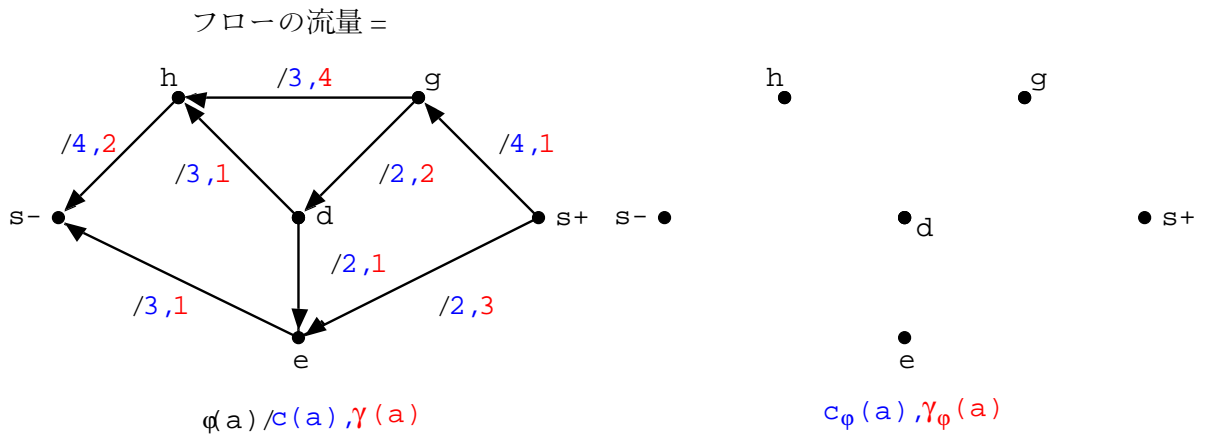 フローの流量 =
h
/3,4
g
/4,2
/3,1
/2,2
/4,1
s-
d
s+
/2,1
/3,1
/2,3
e
φ(a)/c(a),γ(a)
h
g
s-
d
s+
e
cφ(a),γφ(a)